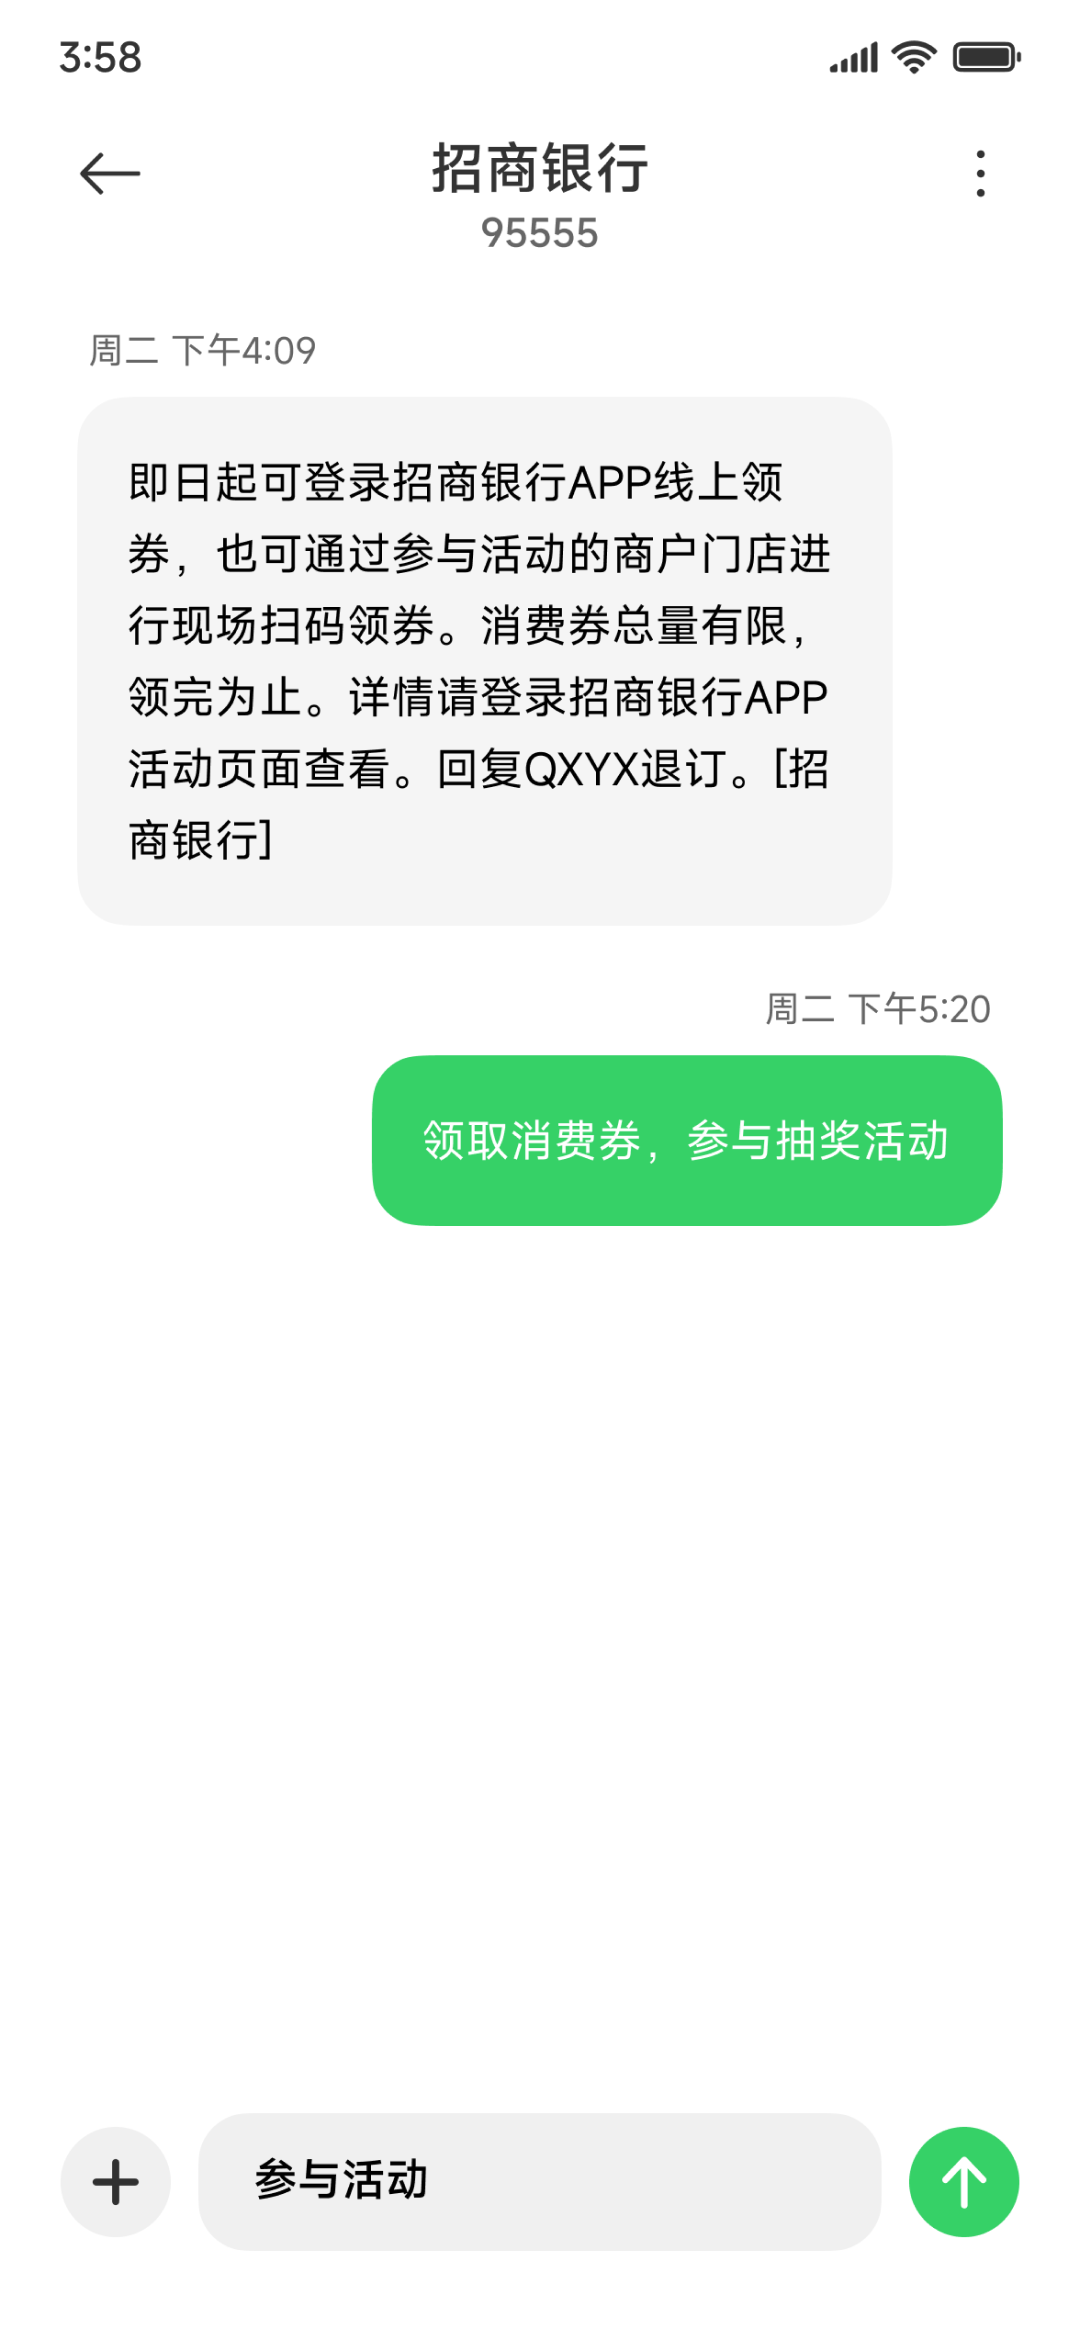 3:58
招商银行
95555
周二 下午4:09
即日起可登录招商银行APP线上领
券，也可通过参与活动的商户门店进
行现场扫码领券。消费券总量有限，
领完为止。详情请登录招商银行APP
活动页面查看。回复QXYX退订。[招
商银行]
周二 下午5:20
领取消费券，参与抽奖活动
参与活动